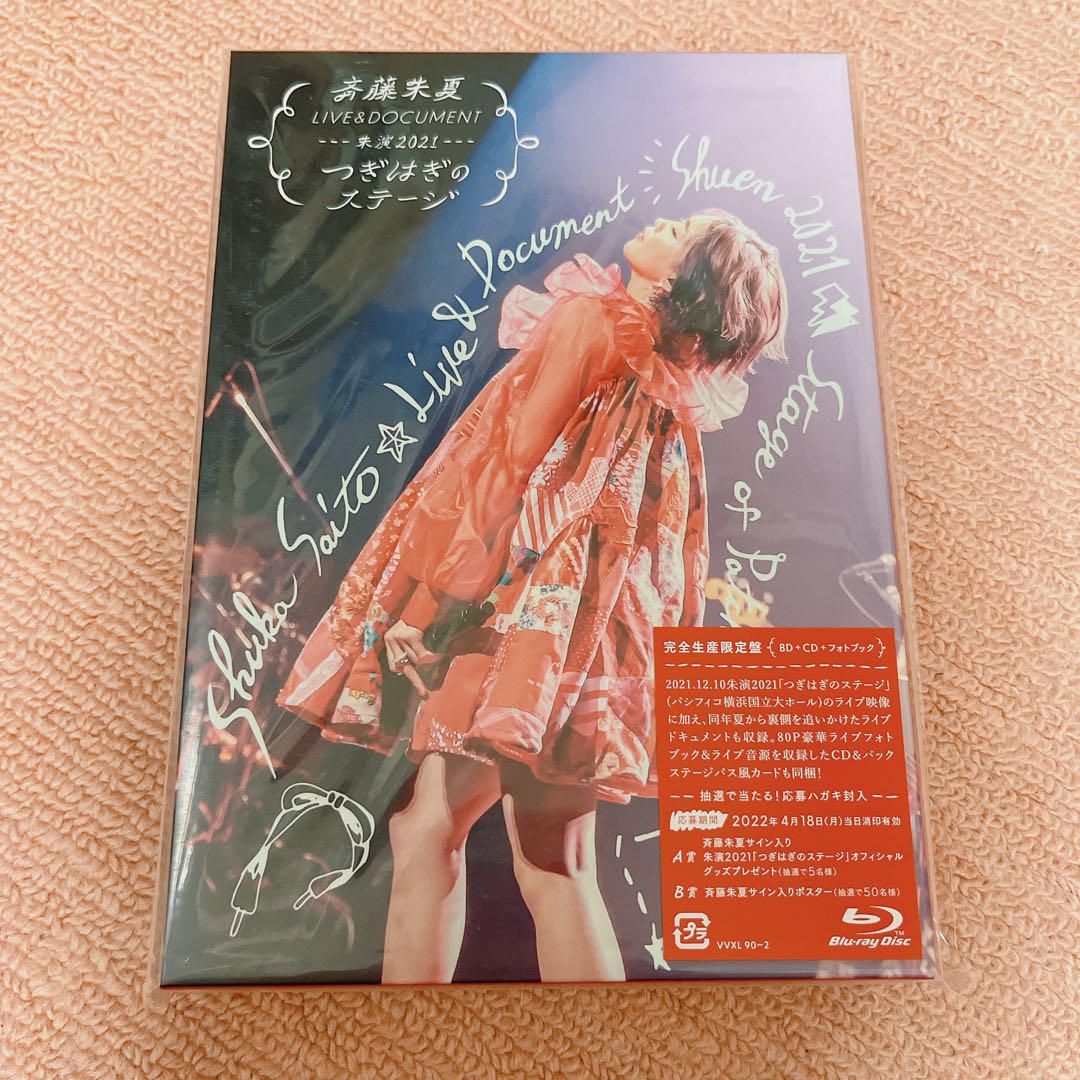 斉藤朱夏
LIVE&DOCUMENT
---朱演2021---
つぎはぎの
ステージ
Shuka Saito☆Live & Document Shuen 2021 Stage of
完全生産限定盤{BD+CD+フォトブック}
2021.12.10朱演2021「つぎはぎのステージ」
(パシフィコ横浜国立大ホール)のライブ映像
に加え、同年夏から裏側を追いかけたライブ
ドキュメントも収録。80P豪華ライブフォト
ブック&ライブ音源を収録したCD&バック
ステージパス風カードも同梱!
抽選で当たる!応募ハガキ封入
応募期間 2022年4月18日(月)当日消印有効
斉藤朱夏サイン入り
A賞 朱演2021「つぎはぎのステージ」オフィシャル
グッズプレゼント(抽選で5名様)
B賞 斉藤朱夏サイン入りポスター(抽選で50名様)
プラ
VVXL 90-2
Blu-ray Disc
TM